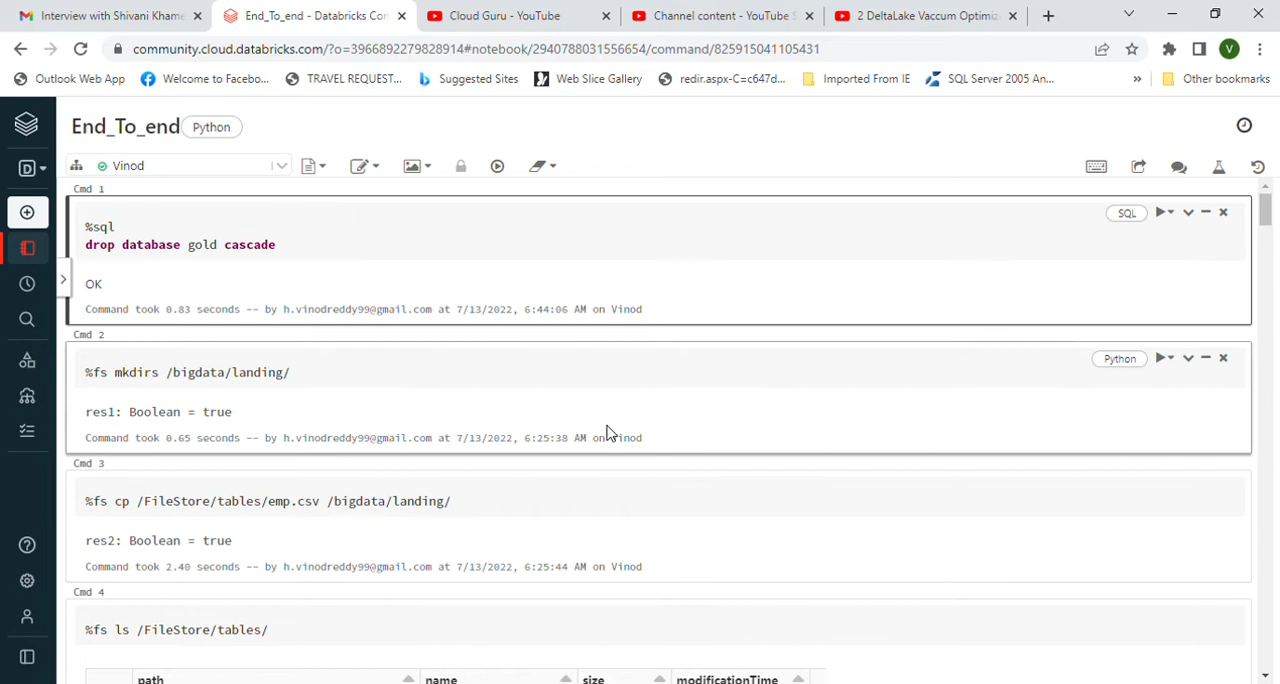 Interview with Shivani Khame
End_To_end - Databricks Con
Cloud Guru - YouTube
Channel content - YouTube S
2 DeltaLake Vaccum Optimiz
community.cloud.databricks.com/?o=3966892279828914#notebook/2940788031556654/command/825915041105431
V
Outlook Web App
Welcome to Facebo...
TRAVEL REQUEST...
Suggested Sites
Web Slice Gallery
redir.aspx-C=c647d...
Imported From IE
SQL Server 2005 An...
»
Other bookmarks
End_To_end
Python
D
Vinod
Cmd 1
%sql
SQL
drop database gold cascade
OK
Command took 0.83 seconds -- by h.vinodreddy99@gmail.com at 7/13/2022, 6:44:06 AM on Vinod
Cmd 2
Python
%fs mkdirs /bigdata/landing/
res1: Boolean = true
Command took 0.65 seconds -- by h.vinodreddy99@gmail.com at 7/13/2022, 6:25:38 AM on Vinod
Cmd 3
%fs cp /FileStore/tables/emp.csv /bigdata/landing/
res2: Boolean = true
Command took 2.40 seconds -- by h.vinodreddy99@gmail.com at 7/13/2022, 6:25:44 AM on Vinod
Cmd 4
%fs ls /FileStore/tables/
path name size modificationTime